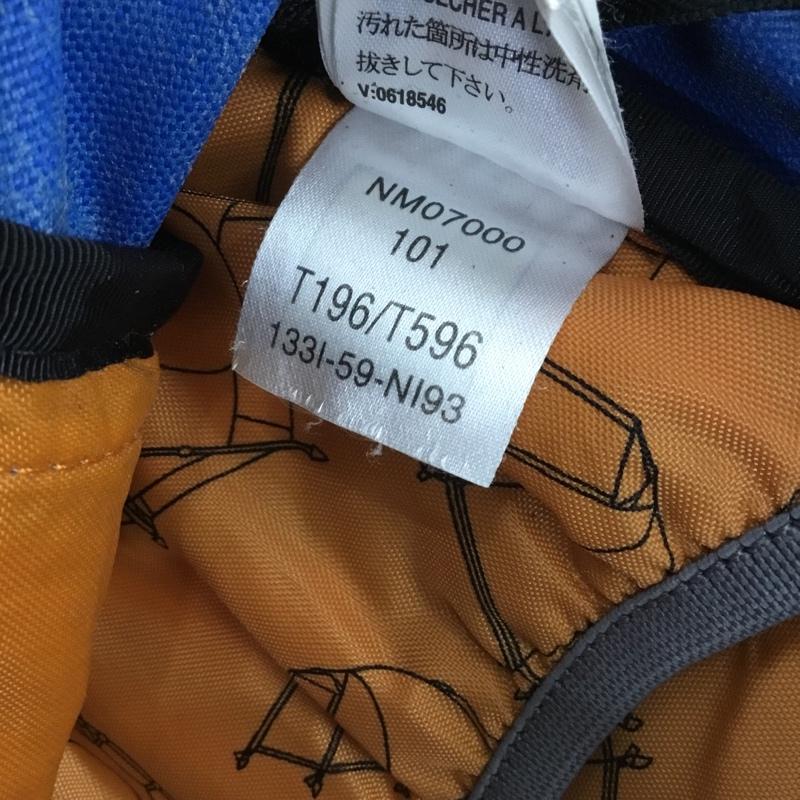 SÉCHER A L
汚れた箇所は中性洗剤
抜きして下さい。
V:0618546
NM07000
101
T196/T596
133I-59-NI93